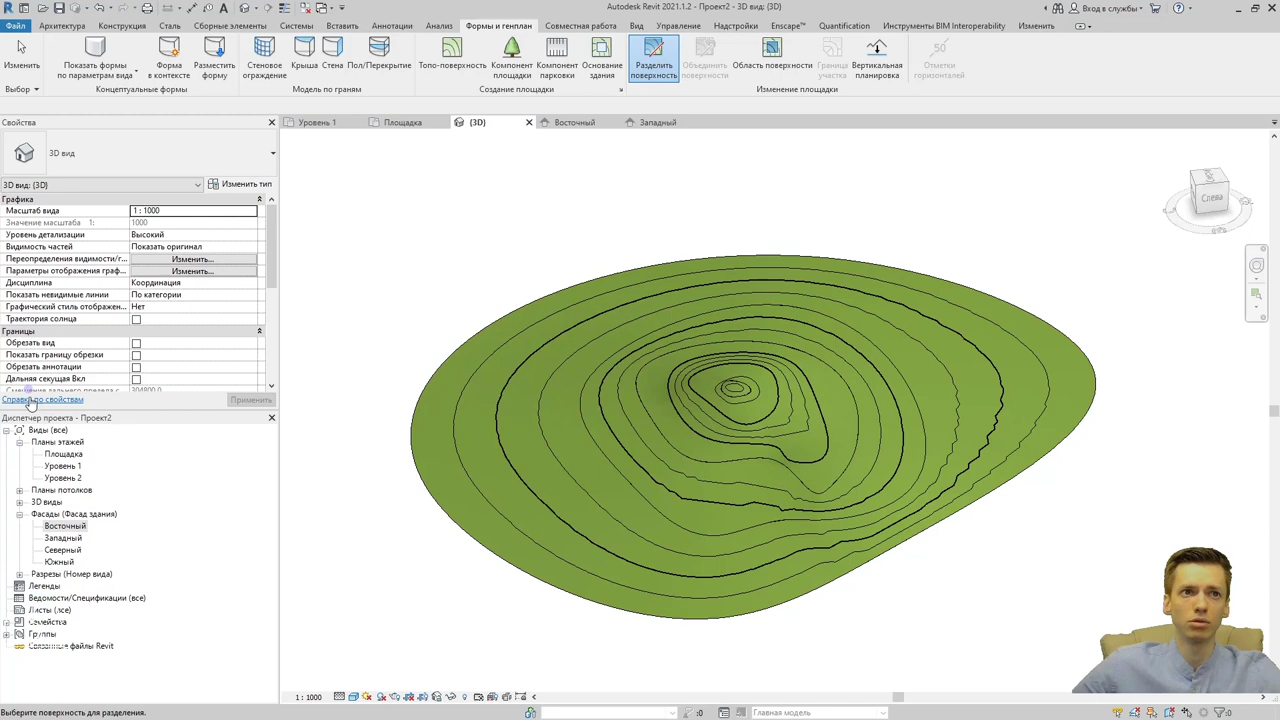 Autodesk Revit 2021.1.2 - Проект2 - 3D вид: {3D}
Вход в службы
Файл Архитектура Конструкция Сталь Сборные элементы Системы Вставить Аннотации Анализ Формы и генплан Совместная работа Вид Управление Надстройки Enscape™ Quantification Инструменты BIM Interoperability Изменить
Изменить
Показать формы
по параметрам вида
Форма
в контексте
Разместить
форму
Стеновое
ограждение
Крыша
Стена
Пол/Перекрытие
Топо-поверхность
Компонент
площадки
Компонент
парковки
Основание
здания
Разделить
поверхность
Объединить
поверхности
Область поверхности
Граница
участка
Вертикальная
планировка
50
Отметки
горизонталей
Выбор
Концептуальные формы
Модель по граням
Создание площадки
Изменение площадки
Свойства
Уровень 1
Площадка
{3D}
Восточный
Западный
3D вид
3D вид: {3D}
Изменить тип
Графика
Масштаб вида 1 : 1000
Значение масштаба 1: 1000
Уровень детализации Высокий
Видимость частей Показать оригинал
Переопределения видимости/г... Изменить...
Параметры отображения граф... Изменить...
Дисциплина Координация
Показать невидимые линии По категории
Графический стиль отображен... Нет
Траектория солнца
Границы
Обрезать вид
Показать границу обрезки
Обрезать аннотации
Дальняя секущая Вкл
Смещение дальнего предела с... 304800.0
Справка по свойствам
Применить
Диспетчер проекта - Проект2
Виды (все)
Планы этажей
Площадка
Уровень 1
Уровень 2
Планы потолков
3D виды
Фасады (Фасад здания)
Восточный
Западный
Северный
Южный
Разрезы (Номер вида)
Легенды
Ведомости/Спецификации (все)
Листы (все)
Семейства
Группы
Связанные файлы Revit
Слева
1 : 1000
Выберите поверхность для разделения.
:0
Главная модель
:0